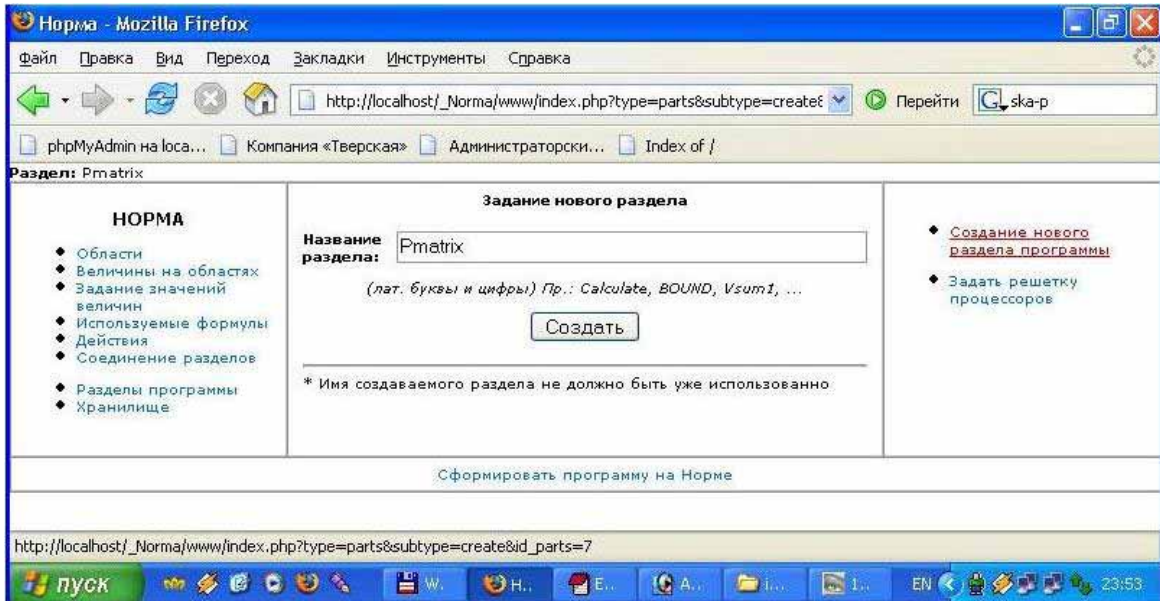 Норма - Mozilla Firefox
Файл Правка Вид Переход Закладки Инструменты Справка
http://localhost/_Norma/www/index.php?type=parts&subtype=create& Перейти G ska-p
phpMyAdmin на loca... Компания «Тверская» Администраторски... Index of /
Раздел: Pmatrix
НОРМА
Области
Величины на областях
Задание значений
величин
Используемые формулы
Действия
Соединение разделов
Разделы программы
Хранилище
Задание нового раздела
Название
раздела:
Pmatrix
(лат. буквы и цифры) Пр.: Calculate, BOUND, Vsum1, ...
Создать
* Имя создаваемого раздела не должно быть уже использованно
Создание нового
раздела программы
Задать решетку
процессоров
Сформировать программу на Норме
http://localhost/_Norma/www/index.php?type=parts&subtype=create&id_parts=7
пуск W.. Н.. E.. A.. i... 1... EN 23:53